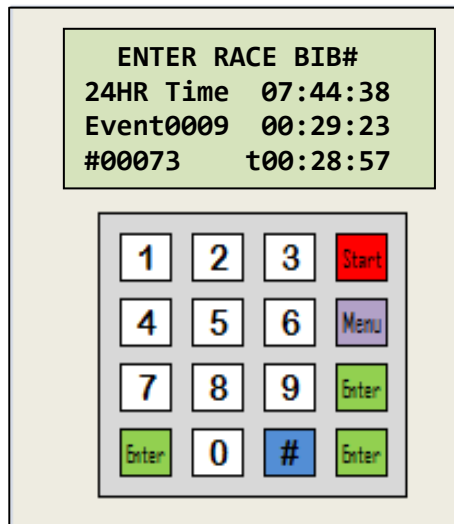 ENTER RACE BIB#
24HR Time 07:44:38
Event0009 00:29:23
#00073 t00:28:57
1 2 3 Start
4 5 6 Menu
7 8 9 Enter
Enter 0 # Enter